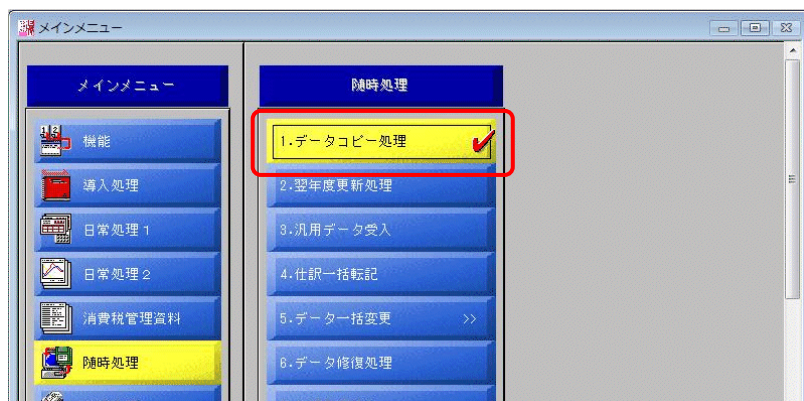 メインメニュー
メインメニュー
機能
導入処理
日常処理1
日常処理2
消費税管理資料
随時処理
随時処理
1.データコピー処理
2.翌年度更新処理
3.汎用データ受入
4.仕訳一括転記
5.データ一括変更 >>
6.データ修復処理